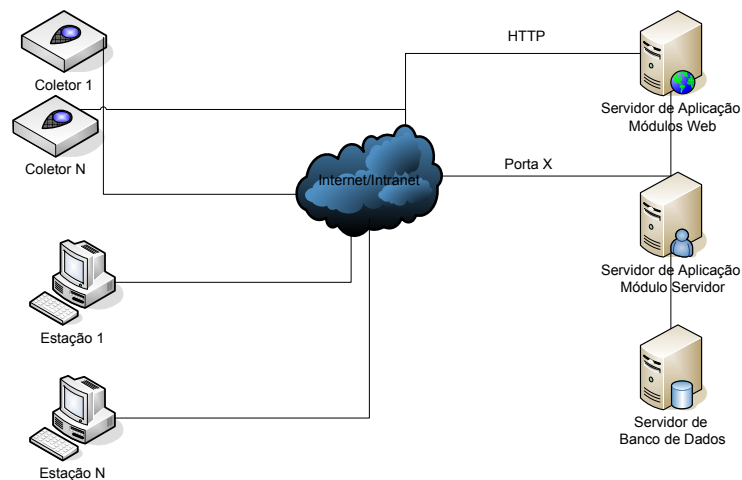 HTTP
Coletor 1
Servidor de Aplicação
Módulos Web
Coletor N
Porta X
Internet/Intranet
Servidor de Aplicação
Módulo Servidor
Estação 1
Servidor de
Banco de Dados
Estação N